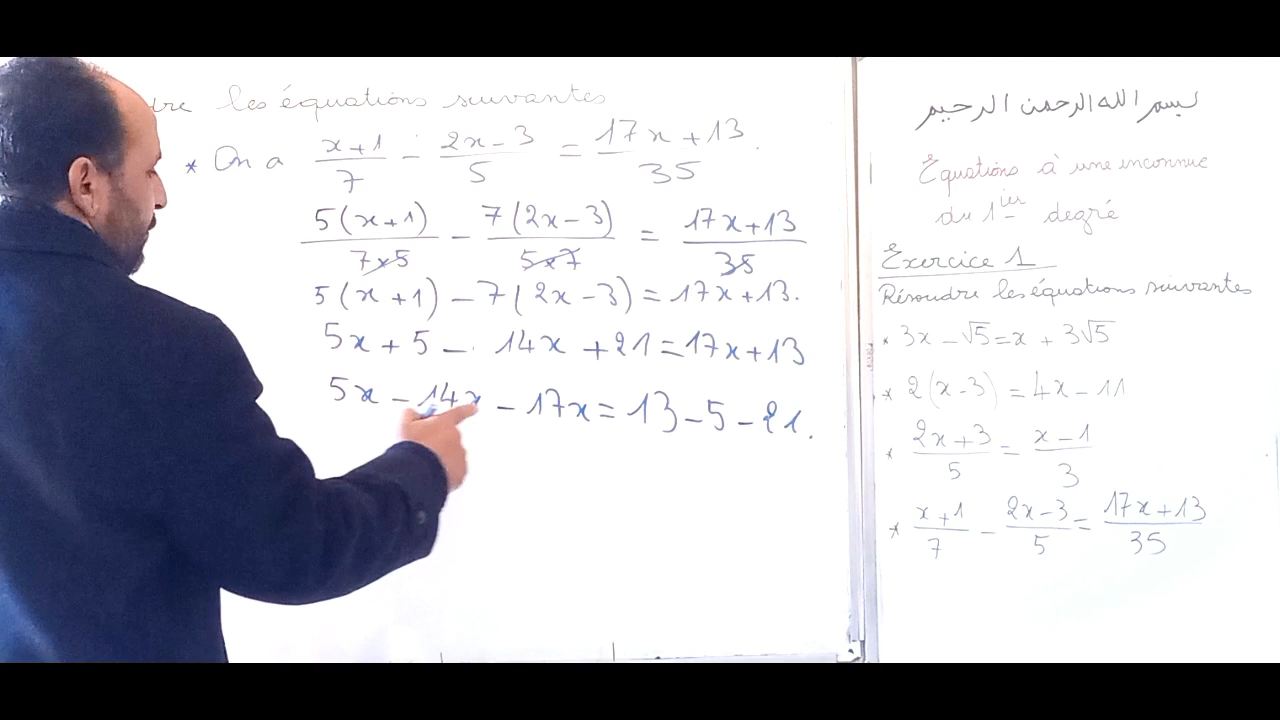 les équations suivantes
* On a x+1/7 - 2x-3/5 = 17x+13/35.
5(x+1)/7×5 - 7(2x-3)/5×7 = 17x+13/35
5(x+1) - 7(2x-3) = 17x+13.
5x + 5 - 14x + 21 = 17x + 13
5x - 14x - 17x = 13 - 5 - 21.
بسم الله الرحمن الرحيم
Equations à une inconnue
du 1ier degré
Exercice 1
Résoudre les équations suivantes
* 3x - √5 = x + 3√5
* 2(x-3) = 4x - 11
* 2x+3/5 = x-1/3
* x+1/7 - 2x-3/5 = 17x+13/35